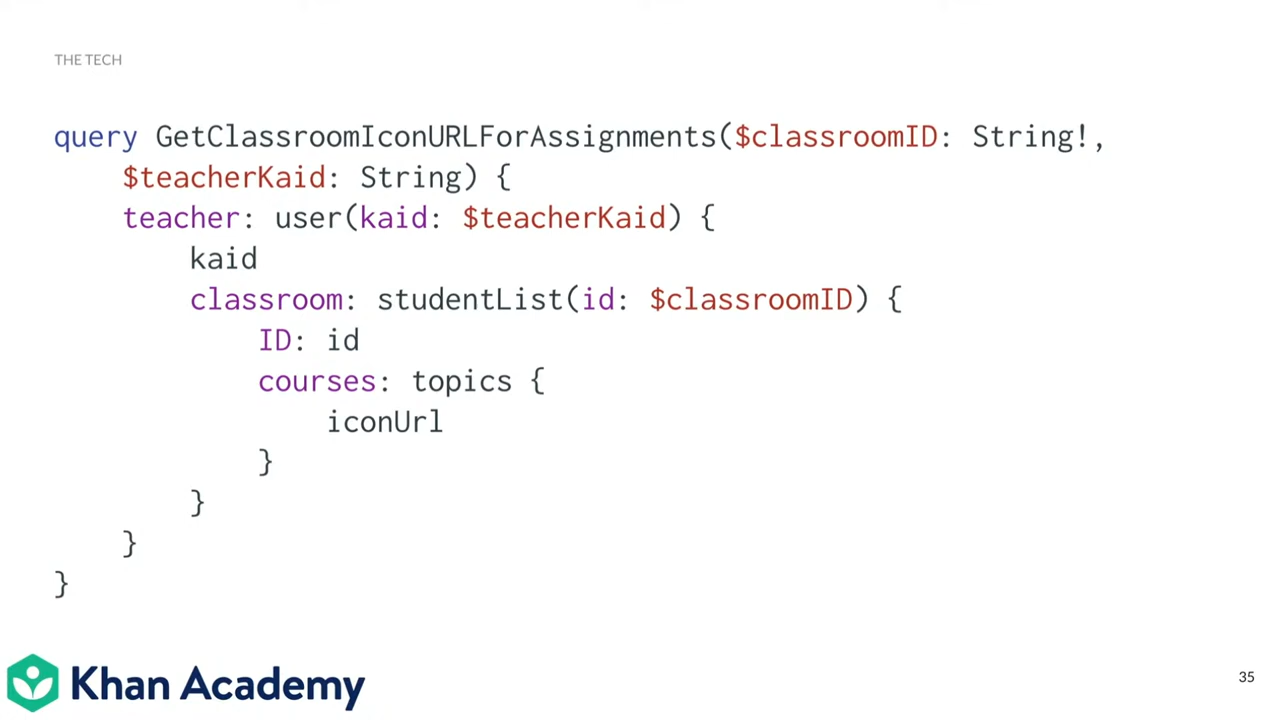 THE TECH
query GetClassroomIconURLForAssignments($classroomID: String!,
$teacherKaid: String) {
teacher: user(kaid: $teacherKaid) {
kaid
classroom: studentList(id: $classroomID) {
ID: id
courses: topics {
iconUrl
}
}
}
}
Khan Academy
35